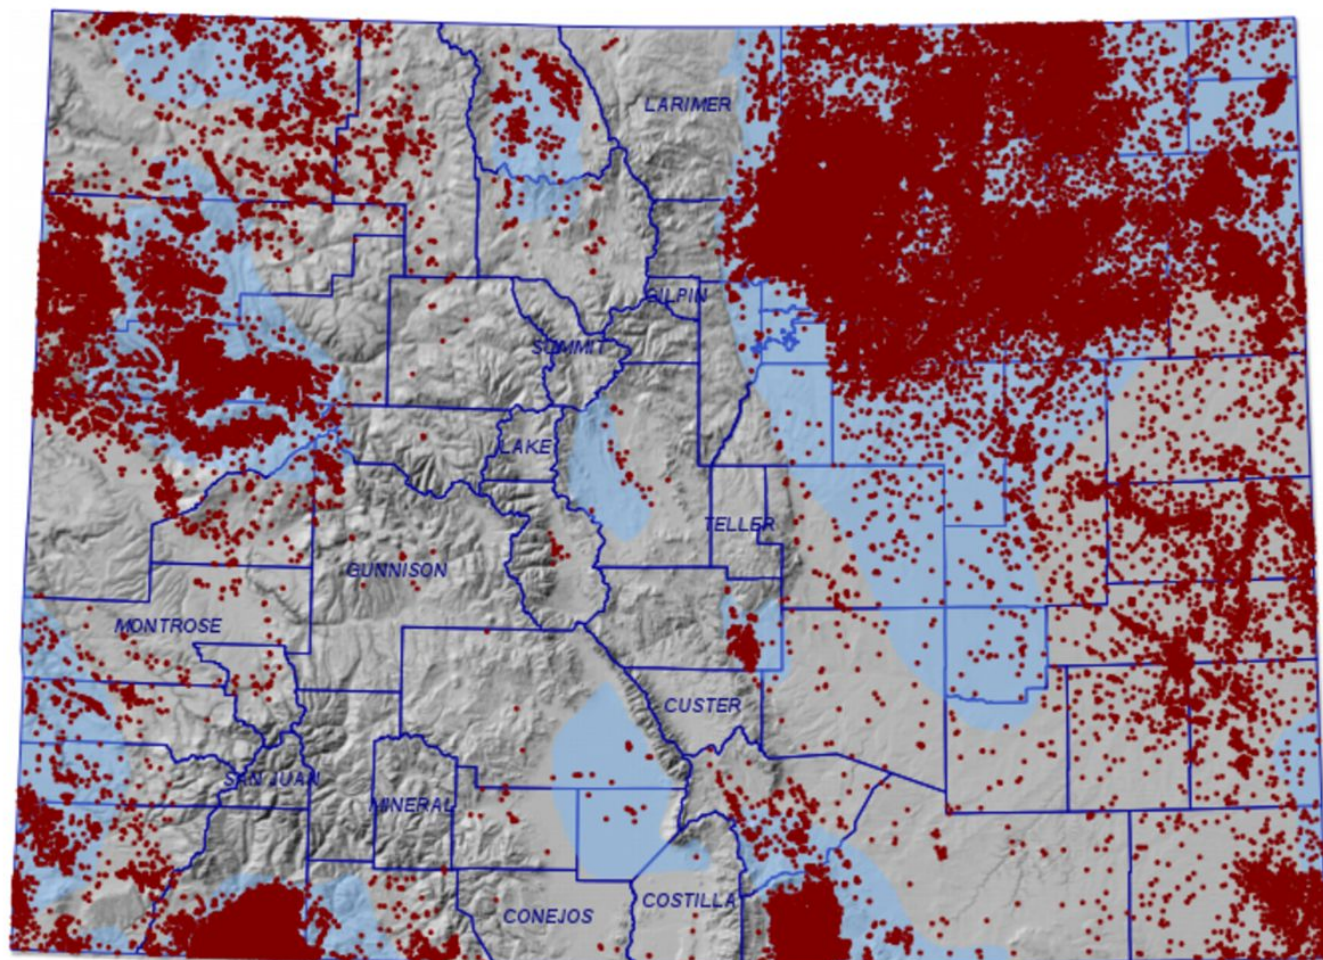 LARIMER
GILPIN
SUMMIT
LAKE
TELLER
GUNNISON
MONTROSE
CUSTER
SAN JUAN
MINERAL
COSTILLA
CONEJOS